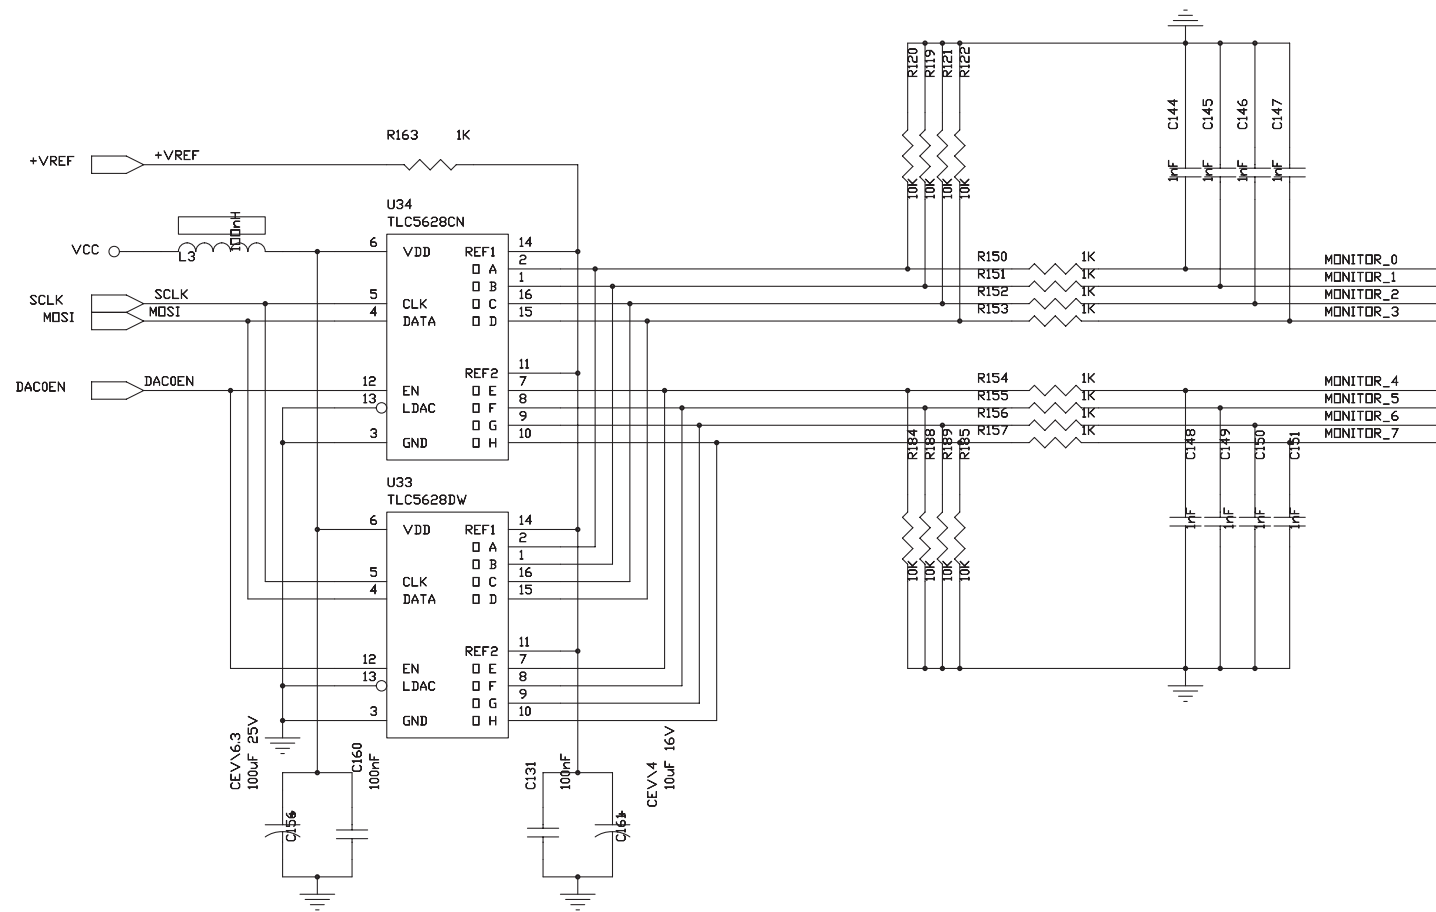 R120
R119
R121
R122
C144
C145
C146
C147
1nF
1nF
1nF
1nF
10K
10K
10K
10K
R163 1K
+VREF +VREF
U34
TLC5628CN
100nH
VCC
L3
6 VDD REF1 14
A 2
B 1
SCLK SCLK 5 CLK C 16
MOSI MOSI 4 DATA D 15
REF2 11
DAC0EN DAC0EN 12 EN E 7
13 LDAC F 8
G 9
3 GND H 10
R150 1K MONITOR_0
R151 1K MONITOR_1
R152 1K MONITOR_2
R153 1K MONITOR_3
R154 1K MONITOR_4
R155 1K MONITOR_5
R156 1K MONITOR_6
R157 1K MONITOR_7
R184
R188
R189
R185
C148
C149
C150
C151
U33
TLC5628DW
6 VDD REF1 14
A 2
B 1
5 CLK C 16
4 DATA D 15
REF2 11
12 EN E 7
13 LDAC F 8
G 9
3 GND H 10
10K
10K
10K
10K
1nF
1nF
1nF
1nF
CEV\6.3
100uF 25V
C156
C160
100nF
C131
100nF
CEV\4
10uF 16V
C161